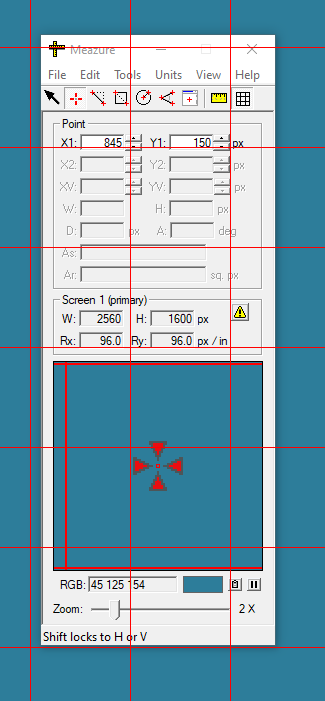 Meazure
File Edit Tools Units View Help
Point
X1: 845 Y1: 150 px
X2: Y2: px
XV: YV: px
W: H: px
D: px A: deg
As:
Ar: sq. px
Screen 1 (primary)
W: 2560 H: 1600 px
Rx: 96.0 Ry: 96.0 px / in
RGB: 45 125 154
Zoom: 2 X
Shift locks to H or V